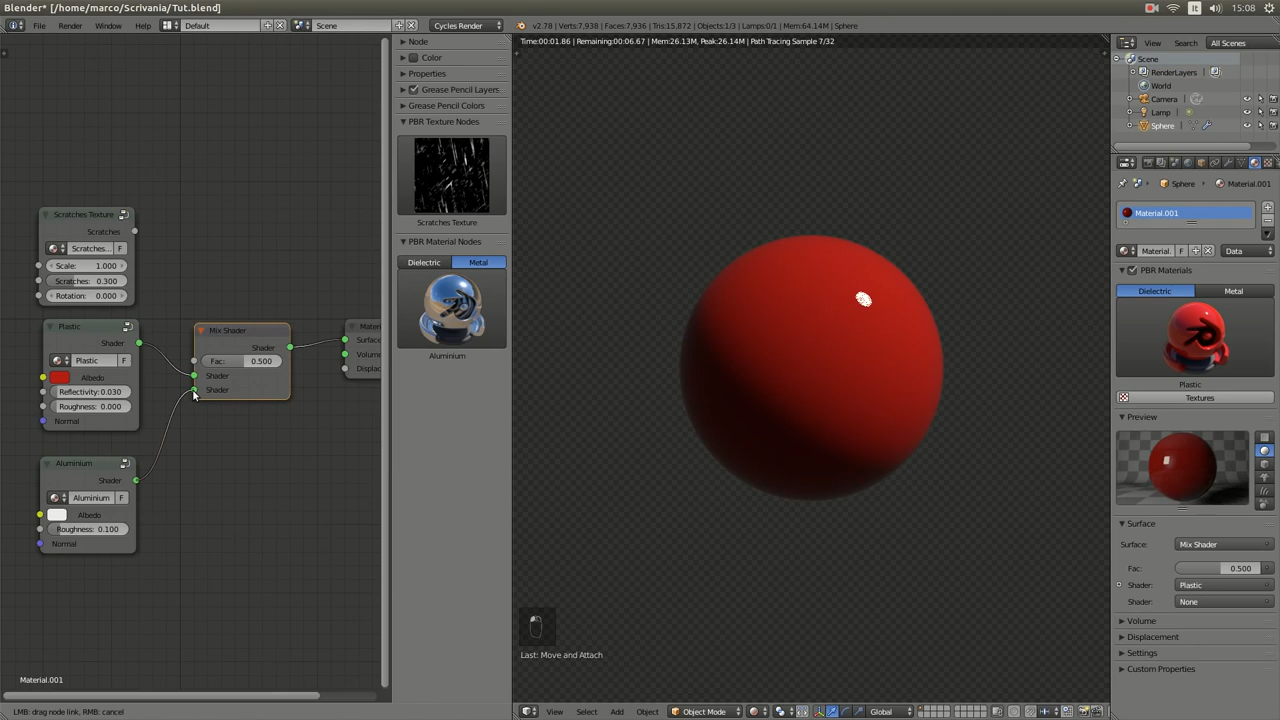 Blender* [/home/marco/Scrivania/Tut.blend]
It
15:08
File
Render
Window
Help
Default
Scene
Cycles Render
v2.78 | Verts:7,938 | Faces:7,936 | Tris:15,872 | Objects:1/3 | Lamps:0/1 | Mem:64.14M | Sphere
Time:00:01.86 | Remaining:00:06.67 | Mem:26.13M, Peak:26.14M | Path Tracing Sample 7/32
Node
Color
Properties
Grease Pencil Layers
Grease Pencil Colors
PBR Texture Nodes
Scratches Texture
PBR Material Nodes
Dielectric
Metal
Aluminium
Scratches Texture
Scratches
Scratches...
F
Scale: 1.000
Scratches: 0.300
Rotation: 0.000
Plastic
Shader
Plastic
F
Albedo
Reflectivity: 0.030
Roughness: 0.000
Normal
Aluminium
Shader
Aluminium
F
Albedo
Roughness: 0.100
Normal
Mix Shader
Shader
Fac: 0.500
Shader
Shader
Materi
Surface
Volume
Displac
Material.001
LMB: drag node link, RMB: cancel
Last: Move and Attach
View
Select
Add
Object
Object Mode
Global
View
Search
All Scenes
Scene
RenderLayers
World
Camera
Lamp
Sphere
Sphere
Material.001
Material.001
Material.
F
Data
PBR Materials
Dielectric
Metal
Plastic
Textures
Preview
Surface
Surface:
Mix Shader
Fac:
0.500
Shader:
Plastic
Shader:
None
Volume
Displacement
Settings
Custom Properties